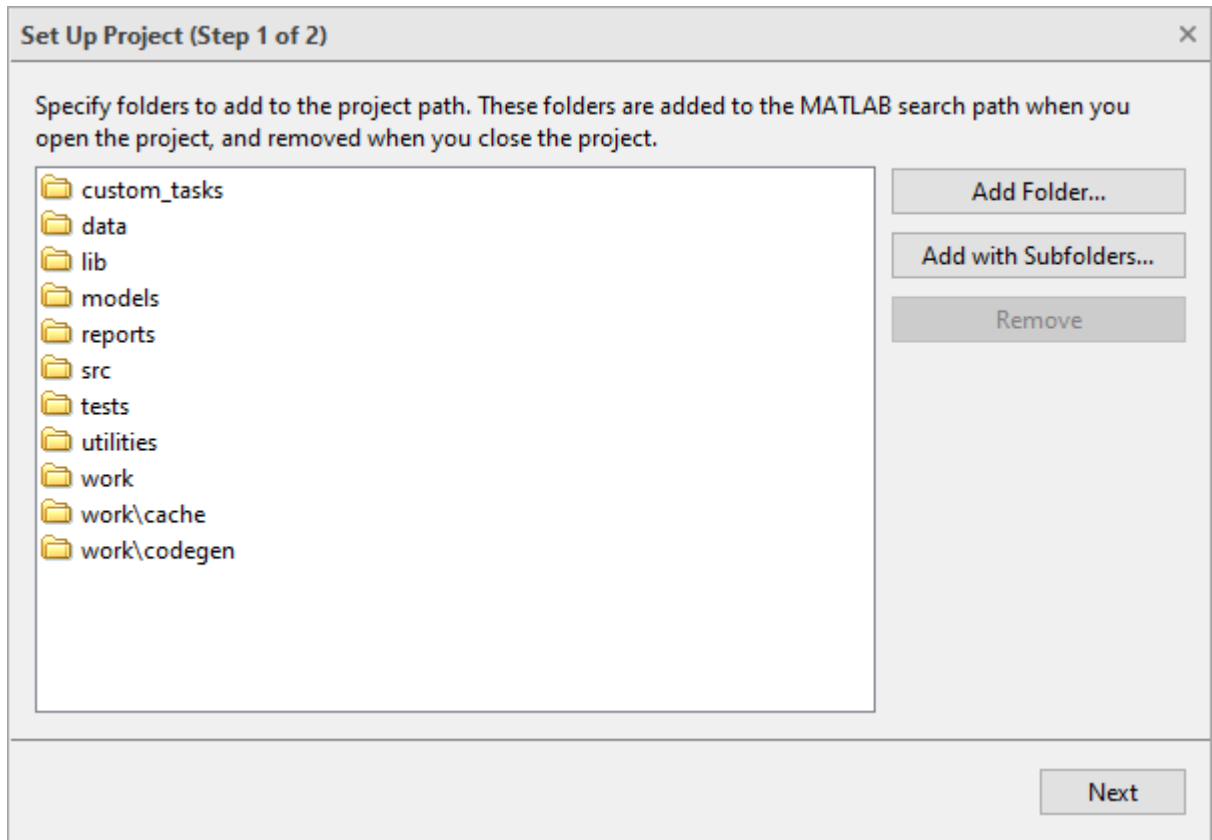 Set Up Project (Step 1 of 2)
Specify folders to add to the project path. These folders are added to the MATLAB search path when you
open the project, and removed when you close the project.
custom_tasks
data
lib
models
reports
src
tests
utilities
work
work\cache
work\codegen
Add Folder...
Add with Subfolders...
Remove
Next